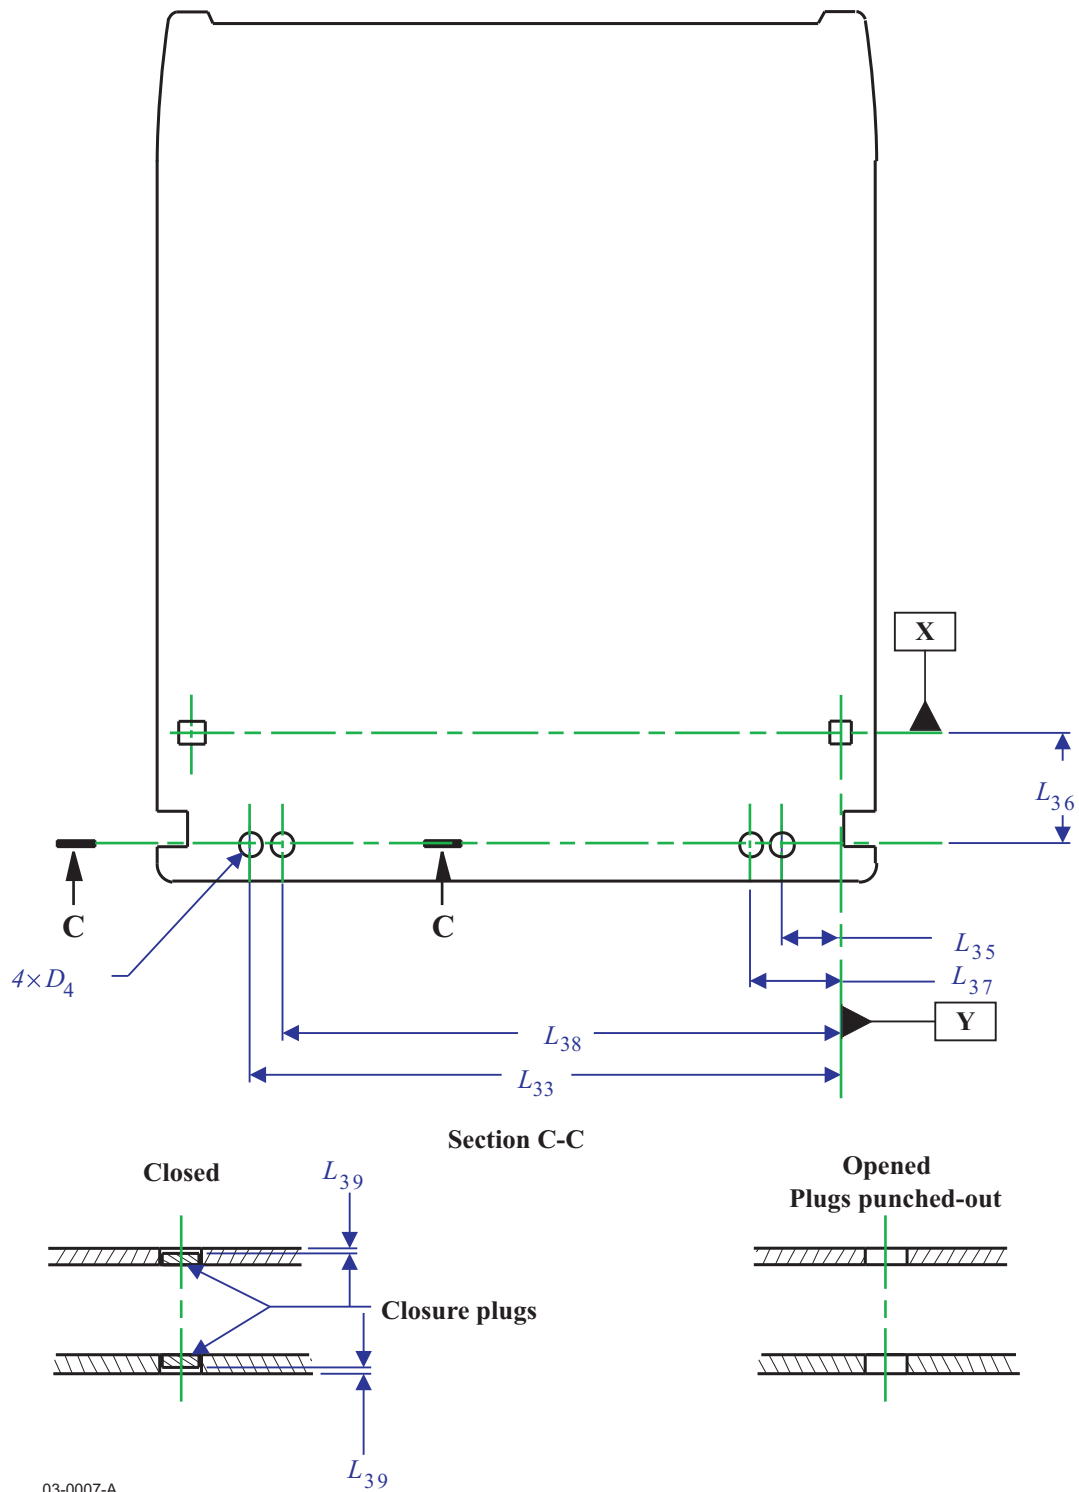 X
L36
C
C
4×D4
L35
L37
Y
L38
L33
Section C-C
Closed
L39
Opened
Plugs punched-out
Closure plugs
L39
03-0007-A